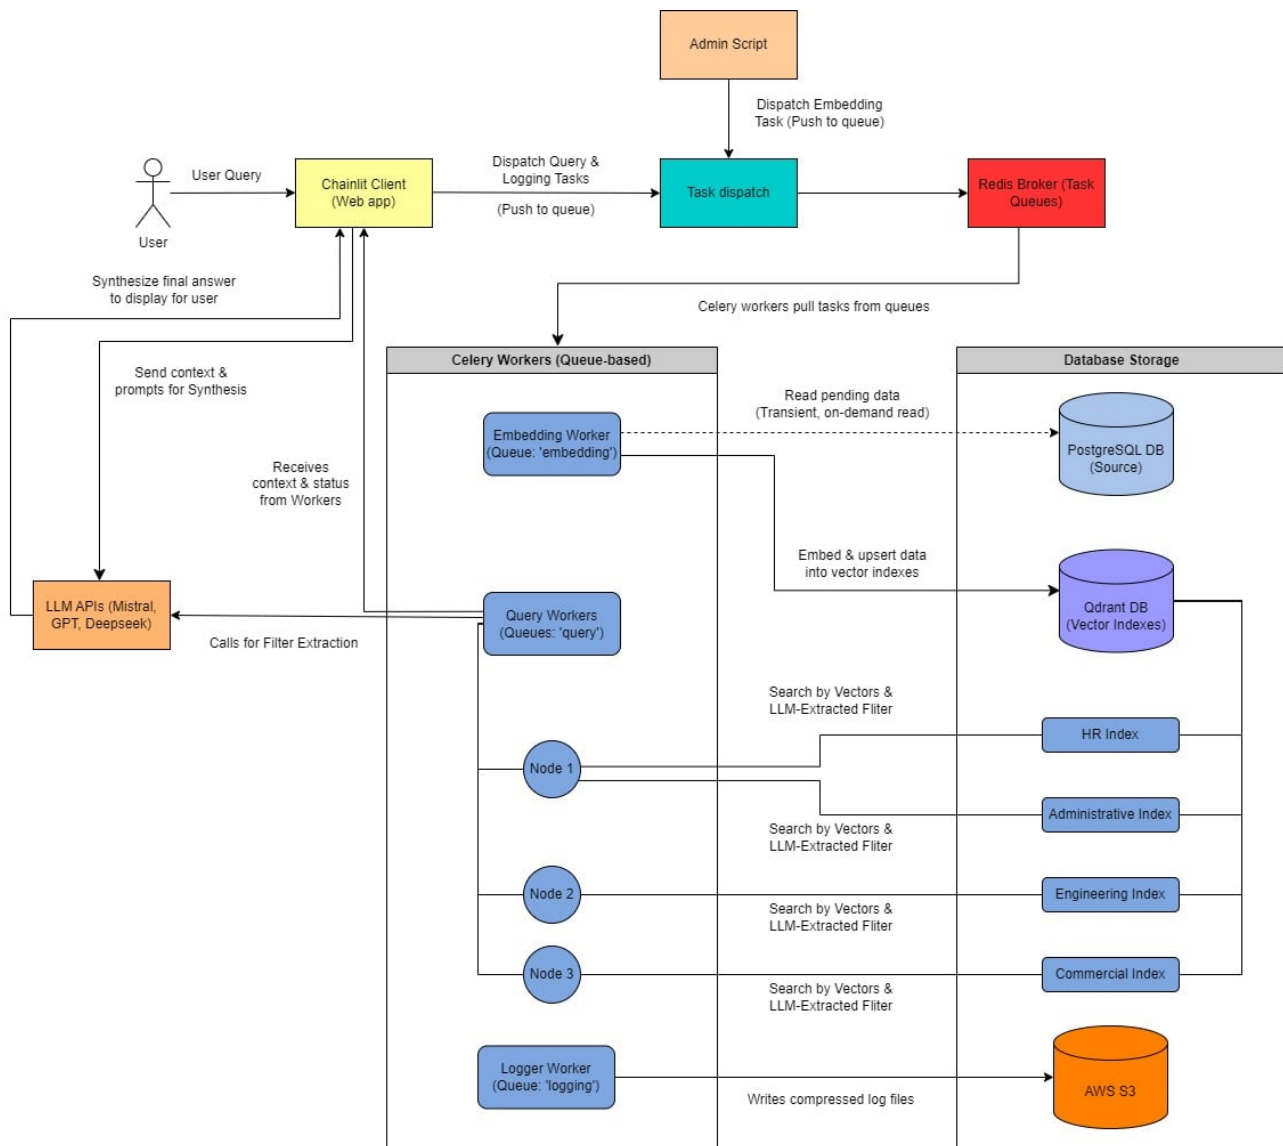 Admin Script
Dispatch Embedding
Task (Push to queue)
User Query
Chainlit Client
(Web app)
Dispatch Query &
Logging Tasks
(Push to queue)
Task dispatch
Redis Broker (Task
Queues)
User
Synthesize final answer
to display for user
Celery workers pull tasks from queues
Send context &
prompts for Synthesis
Celery Workers (Queue-based)
Database Storage
Read pending data
(Transient, on-demand read)
Embedding Worker
(Queue: 'embedding')
PostgreSQL DB
(Source)
Receives
context & status
from Workers
Embed & upsert data
into vector indexes
LLM APIs (Mistral,
GPT, Deepseek)
Query Workers
(Queues: 'query')
Qdrant DB
(Vector Indexes)
Calls for Filter Extraction
Search by Vectors &
LLM-Extracted Fliter
HR Index
Node 1
Administrative Index
Search by Vectors &
LLM-Extracted Fliter
Node 2
Engineering Index
Search by Vectors &
LLM-Extracted Fliter
Node 3
Commercial Index
Search by Vectors &
LLM-Extracted Fliter
Logger Worker
(Queue: 'logging')
Writes compressed log files
AWS S3